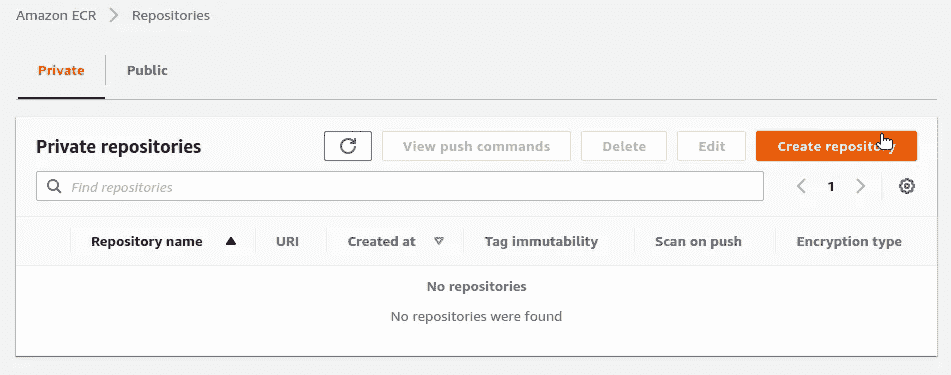 Amazon ECR Repositories
Private Public
Private repositories View push commands Delete Edit Create repository
Find repositories 1
Repository name URI Created at Tag immutability Scan on push Encryption type
No repositories
No repositories were found